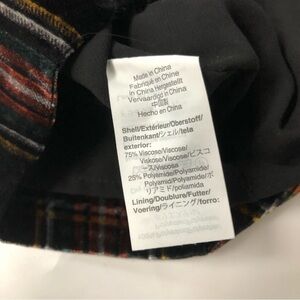 Made in China
Fabriqué en Chine
in China Hergestellt
Vervaardigd in China
中国製
Hecho en China
Shell/Extérieur/Oberstoff/
Buitenkant/シェル/tela
exterior:
75% Viscose/Viscose/
Viskose/Viscose/ビスコ
ース/viscosa
25% Polyamide/Polyamide/
Polyamid/Polyamide/ポ
リアミド/poliamida
Lining/Doublure/Futter/
Voering/ライニング/forro: